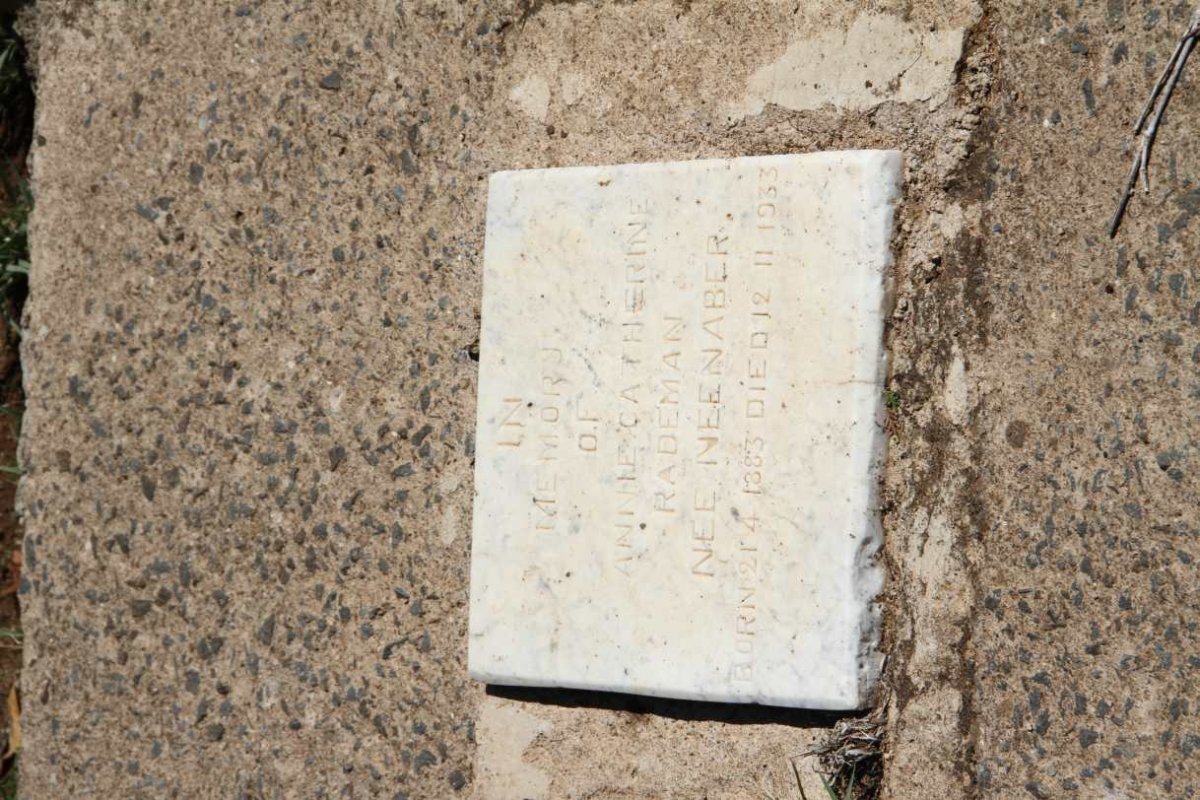 IN
MEMORY
OF
ANNIE CATHERINE
RADEMAN
NEE NEENABER
BORN 21 4 1883 DIED 12 11 1933